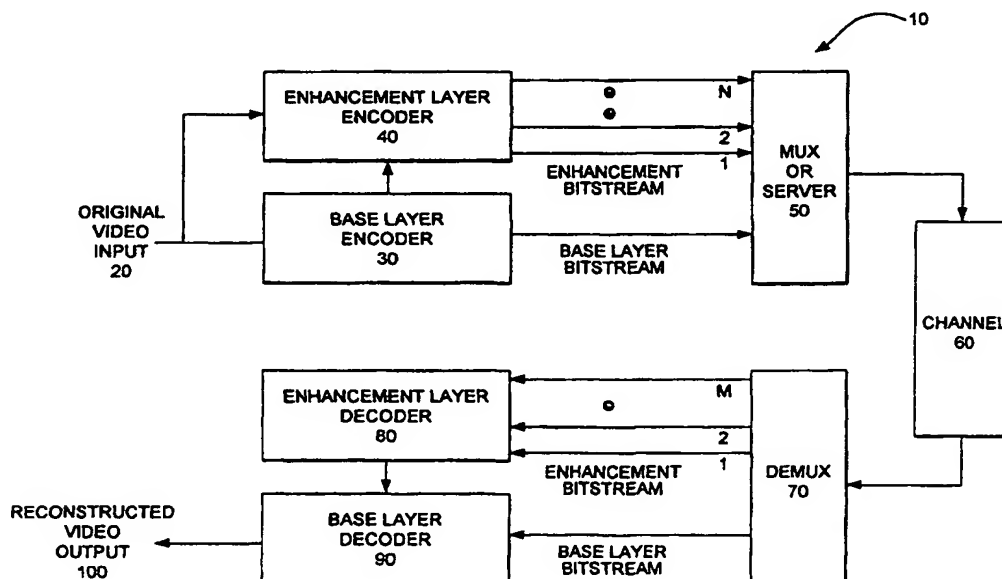 10
ENHANCEMENT LAYER
ENCODER
40
N
2
1
ENHANCEMENT
BITSTREAM
MUX
OR
SERVER
50
ORIGINAL
VIDEO
INPUT
20
BASE LAYER
ENCODER
30
BASE LAYER
BITSTREAM
CHANNEL
60
ENHANCEMENT LAYER
DECODER
80
M
2
1
ENHANCEMENT
BITSTREAM
DEMUX
70
RECONSTRUCTED
VIDEO
OUTPUT
100
BASE LAYER
DECODER
90
BASE LAYER
BITSTREAM